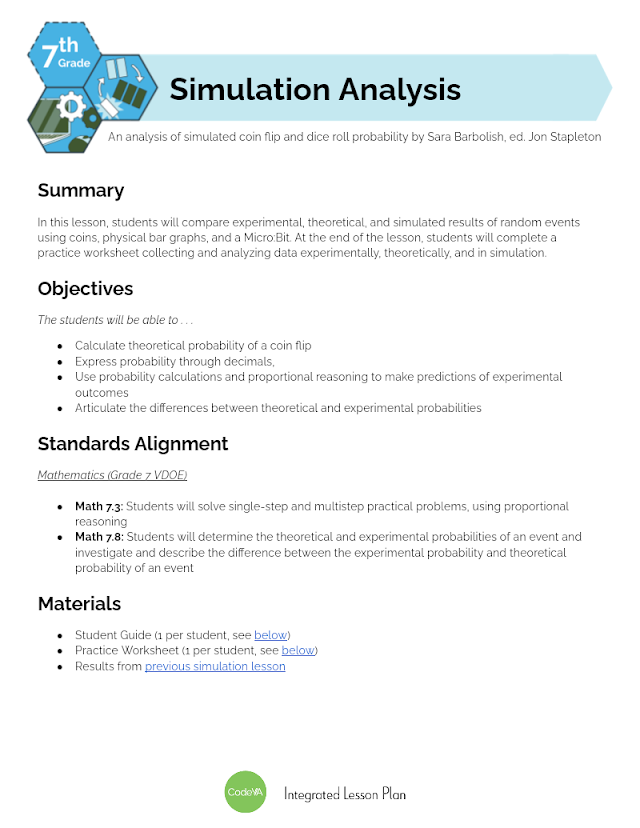 7th
Grade
Simulation Analysis
An analysis of simulated coin flip and dice roll probability by Sara Barbolish, ed. Jon Stapleton
Summary
In this lesson, students will compare experimental, theoretical, and simulated results of random events
using coins, physical bar graphs, and a Micro:Bit. At the end of the lesson, students will complete a
practice worksheet collecting and analyzing data experimentally, theoretically, and in simulation.
Objectives
The students will be able to . . .
● Calculate theoretical probability of a coin flip
● Express probability through decimals,
● Use probability calculations and proportional reasoning to make predictions of experimental
outcomes
● Articulate the differences between theoretical and experimental probabilities
Standards Alignment
Mathematics (Grade 7 VDOE)
● Math 7.3: Students will solve single-step and multistep practical problems, using proportional
reasoning
● Math 7.8: Students will determine the theoretical and experimental probabilities of an event and
investigate and describe the difference between the experimental probability and theoretical
probability of an event
Materials
● Student Guide (1 per student, see below)
● Practice Worksheet (1 per student, see below)
● Results from previous simulation lesson
CodeVA
Integrated Lesson Plan